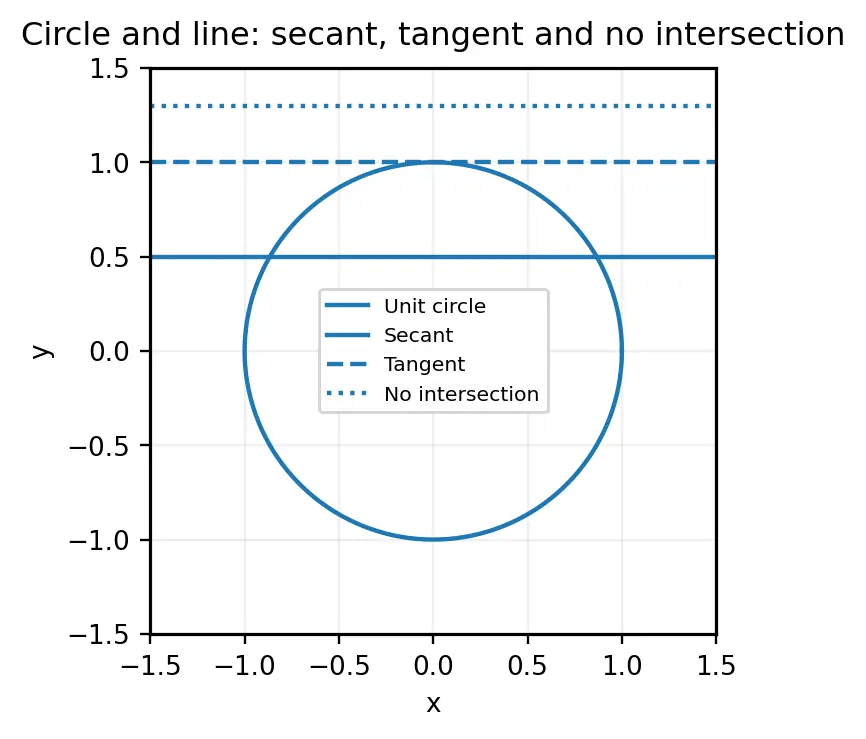 Circle and line: secant, tangent and no intersection
1.5
1.0
0.5
0.0
−0.5
−1.0
−1.5
y
Unit circle
Secant
Tangent
No intersection
−1.5 −1.0 −0.5 0.0 0.5 1.0 1.5
x